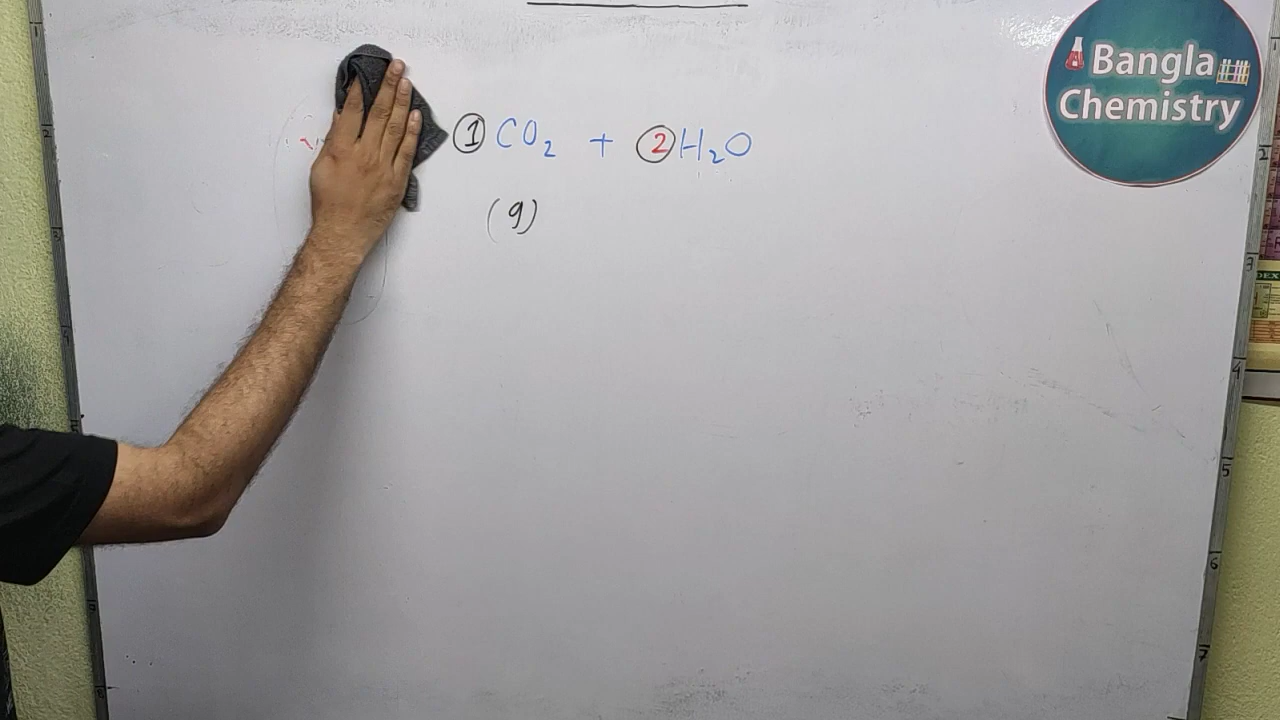 Bangla
Chemistry
① CO₂ + ② H₂O
(g)